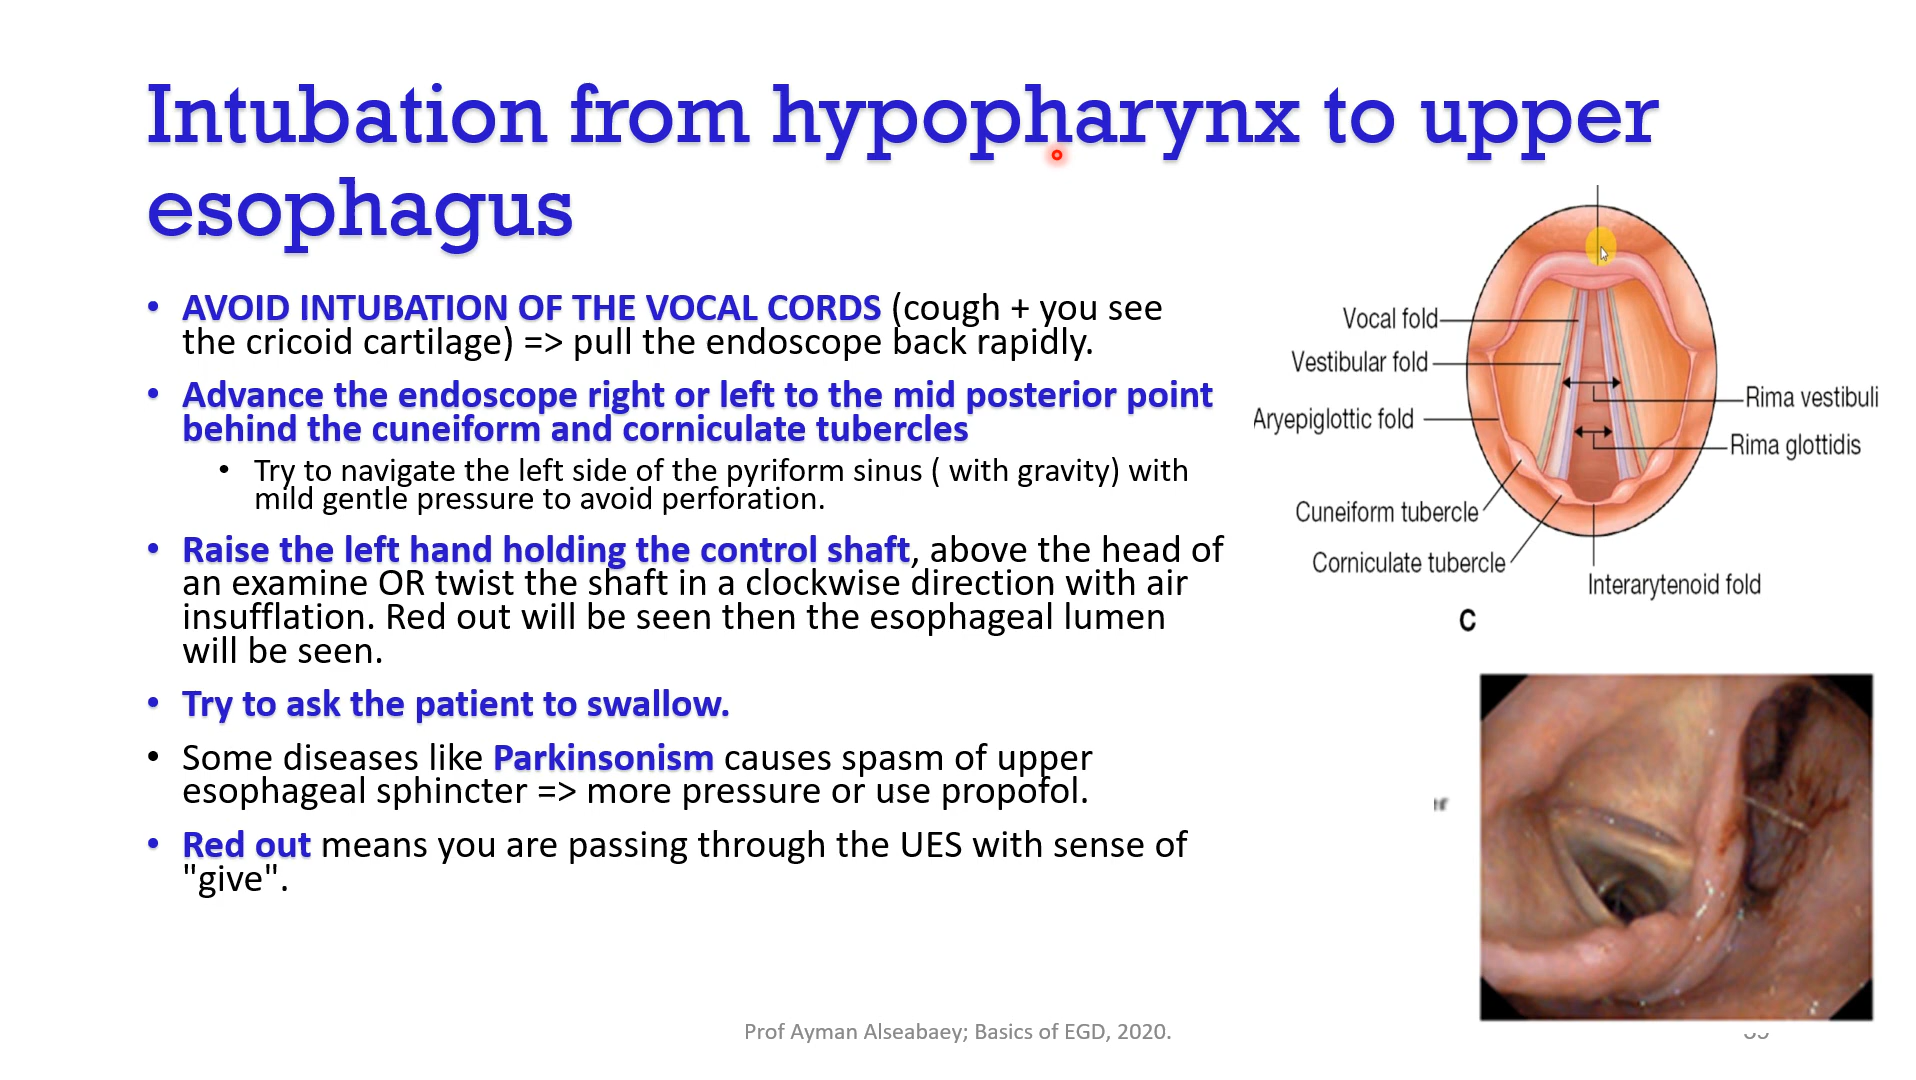 Intubation from hypopharynx to upper
esophagus
• AVOID INTUBATION OF THE VOCAL CORDS (cough + you see
the cricoid cartilage) => pull the endoscope back rapidly.
• Advance the endoscope right or left to the mid posterior point
behind the cuneiform and corniculate tubercles
• Try to navigate the left side of the pyriform sinus ( with gravity) with
mild gentle pressure to avoid perforation.
• Raise the left hand holding the control shaft, above the head of
an examine OR twist the shaft in a clockwise direction with air
insufflation. Red out will be seen then the esophageal lumen
will be seen.
• Try to ask the patient to swallow.
• Some diseases like Parkinsonism causes spasm of upper
esophageal sphincter => more pressure or use propofol.
• Red out means you are passing through the UES with sense of
"give".
Vocal fold
Vestibular fold
Rima vestibuli
Aryepiglottic fold
Rima glottidis
Cuneiform tubercle
Corniculate tubercle
Interarytenoid fold
C
Prof Ayman Alseabaey; Basics of EGD, 2020.